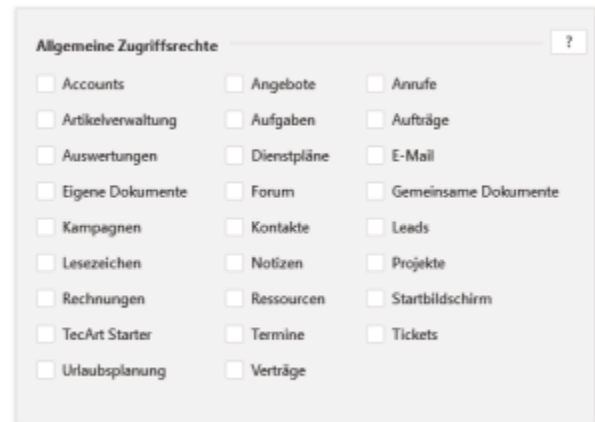 Allgemeine Zugriffsrechte ?
Accounts Angebote Anrufe
Artikelverwaltung Aufgaben Aufträge
Auswertungen Dienstpläne E-Mail
Eigene Dokumente Forum Gemeinsame Dokumente
Kampagnen Kontakte Leads
Lesezeichen Notizen Projekte
Rechnungen Ressourcen Startbildschirm
TecArt Starter Termine Tickets
Urlaubsplanung Verträge